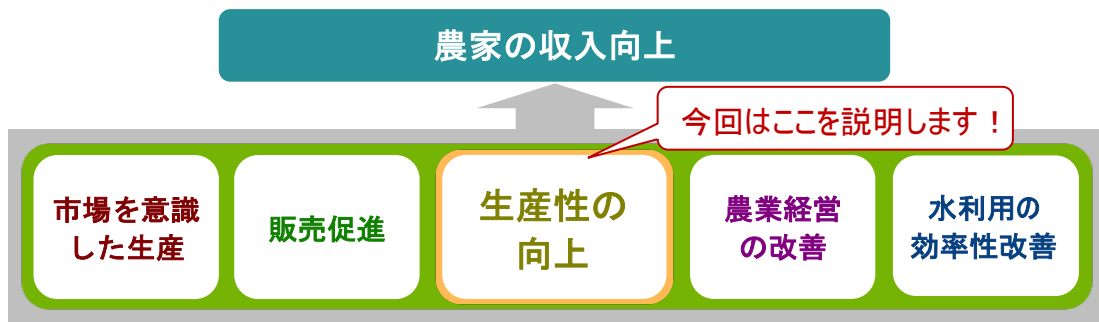 農家の収入向上
今回はここを説明します！
市場を意識
した生産
販売促進
生産性の
向上
農業経営
の改善
水利用の
効率性改善